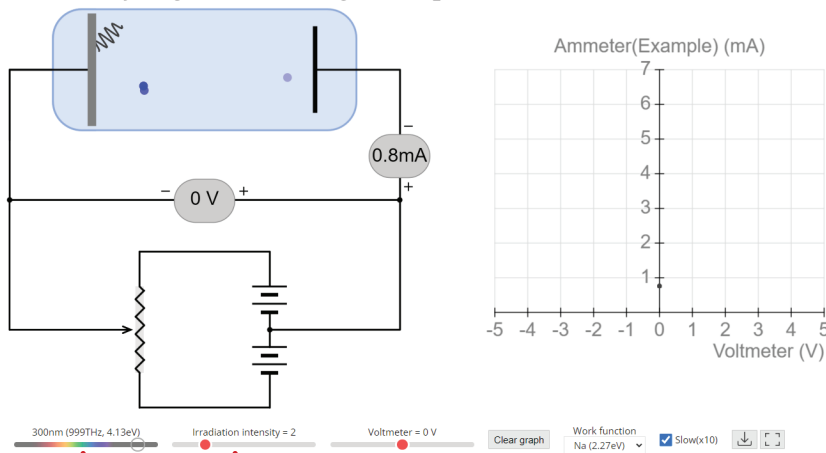 Ammeter(Example) (mA)
7
6
5
4
3
2
1
-5 -4 -3 -2 -1 0 1 2 3 4 5
Voltmeter (V)
−
0.8mA
+
− 0 V +
300nm (999THz, 4.13eV)
Irradiation intensity = 2
Voltmeter = 0 V
Clear graph
Work function
Na (2.27eV)
Slow(x10)